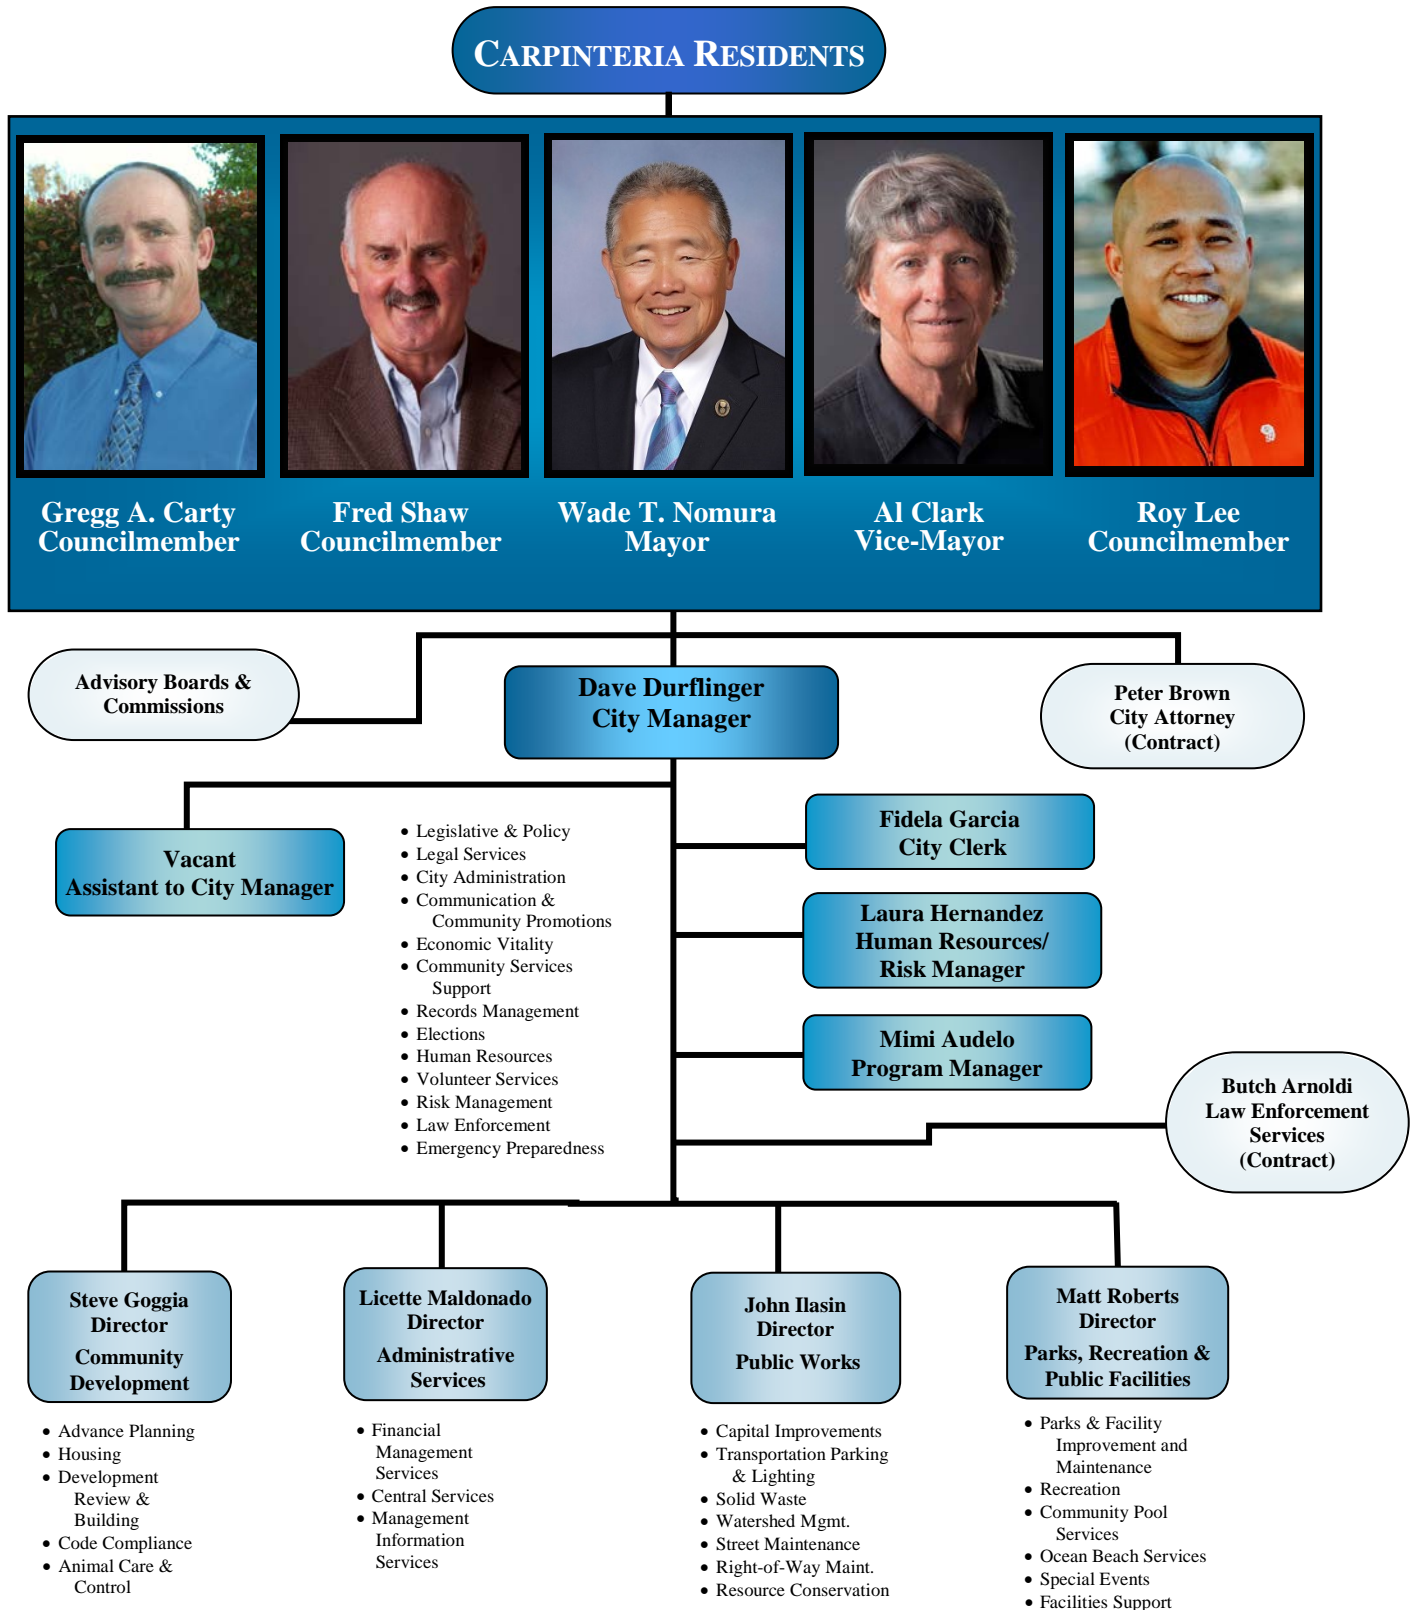 CARPINTERIA RESIDENTS
Gregg A. Carty
Councilmember
Fred Shaw
Councilmember
Wade T. Nomura
Mayor
Al Clark
Vice-Mayor
Roy Lee
Councilmember
Advisory Boards &
Commissions
Dave Durflinger
City Manager
Peter Brown
City Attorney
(Contract)
Vacant
Assistant to City Manager
• Legislative & Policy
• Legal Services
• City Administration
• Communication &
Community Promotions
• Economic Vitality
• Community Services
Support
• Records Management
• Elections
• Human Resources
• Volunteer Services
• Risk Management
• Law Enforcement
• Emergency Preparedness
Fidela Garcia
City Clerk
Laura Hernandez
Human Resources/
Risk Manager
Mimi Audelo
Program Manager
Butch Arnoldi
Law Enforcement
Services
(Contract)
Steve Goggia
Director
Community
Development
• Advance Planning
• Housing
• Development
Review &
Building
• Code Compliance
• Animal Care &
Control
Licette Maldonado
Director
Administrative
Services
• Financial
Management
Services
• Central Services
• Management
Information
Services
John Ilasin
Director
Public Works
• Capital Improvements
• Transportation Parking
& Lighting
• Solid Waste
• Watershed Mgmt.
• Street Maintenance
• Right-of-Way Maint.
• Resource Conservation
Matt Roberts
Director
Parks, Recreation &
Public Facilities
• Parks & Facility
Improvement and
Maintenance
• Recreation
• Community Pool
Services
• Ocean Beach Services
• Special Events
• Facilities Support